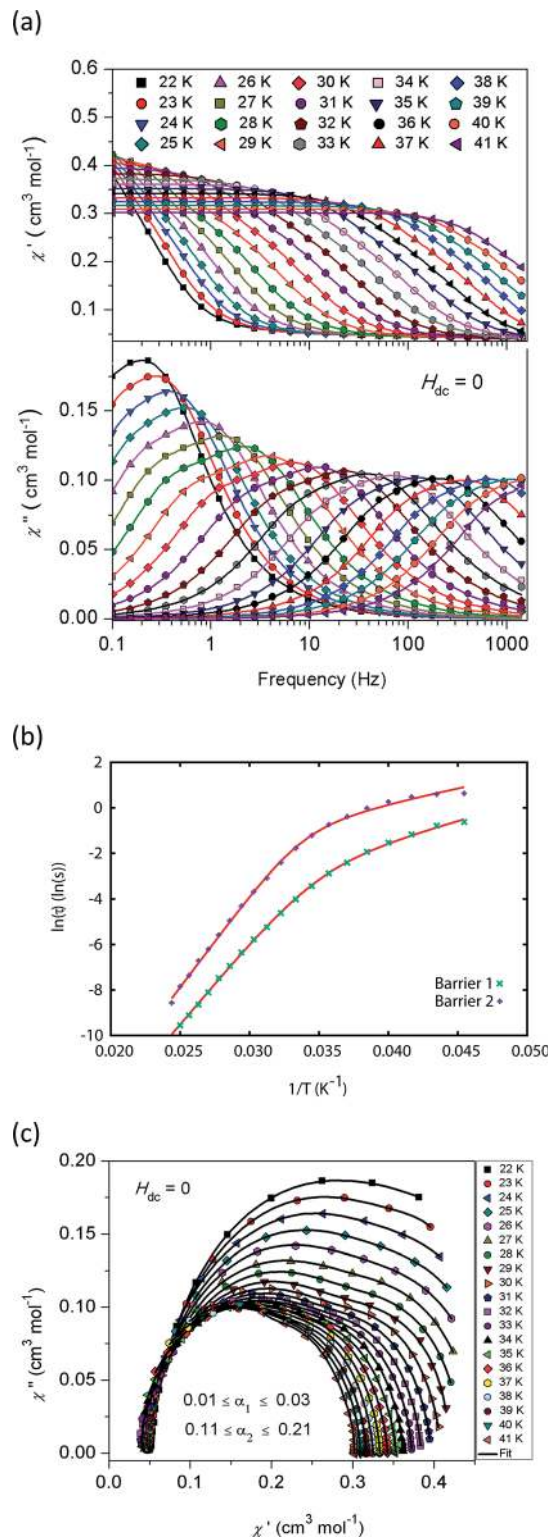 (a)
0.6
22 K 26 K 30 K 34 K 38 K
23 K 27 K 31 K 35 K 39 K
0.5
24 K 28 K 32 K 36 K 40 K
25 K 29 K 33 K 37 K 41 K
0.4
0.3
0.2
0.1
χ' ( cm³ mol⁻¹)
H_dc = 0
0.15
0.10
0.05
0.00
χ" ( cm³ mol⁻¹)
0.1 1 10 100 1000
Frequency (Hz)
(b)
2
0
-2
-4
-6
-8
-10
ln(τ) (ln(s))
Barrier 1
Barrier 2
0.020 0.025 0.030 0.035 0.040 0.045 0.050
1/T (K⁻¹)
(c)
0.20
0.15
0.10
0.05
0.00
χ" (cm³ mol⁻¹)
H_dc = 0
0.01 ≤ α₁ ≤ 0.03
0.11 ≤ α₂ ≤ 0.21
22 K
23 K
24 K
25 K
26 K
27 K
28 K
29 K
30 K
31 K
32 K
33 K
34 K
35 K
36 K
37 K
38 K
39 K
40 K
41 K
Fit
0.0 0.1 0.2 0.3 0.4
χ' (cm³ mol⁻¹)